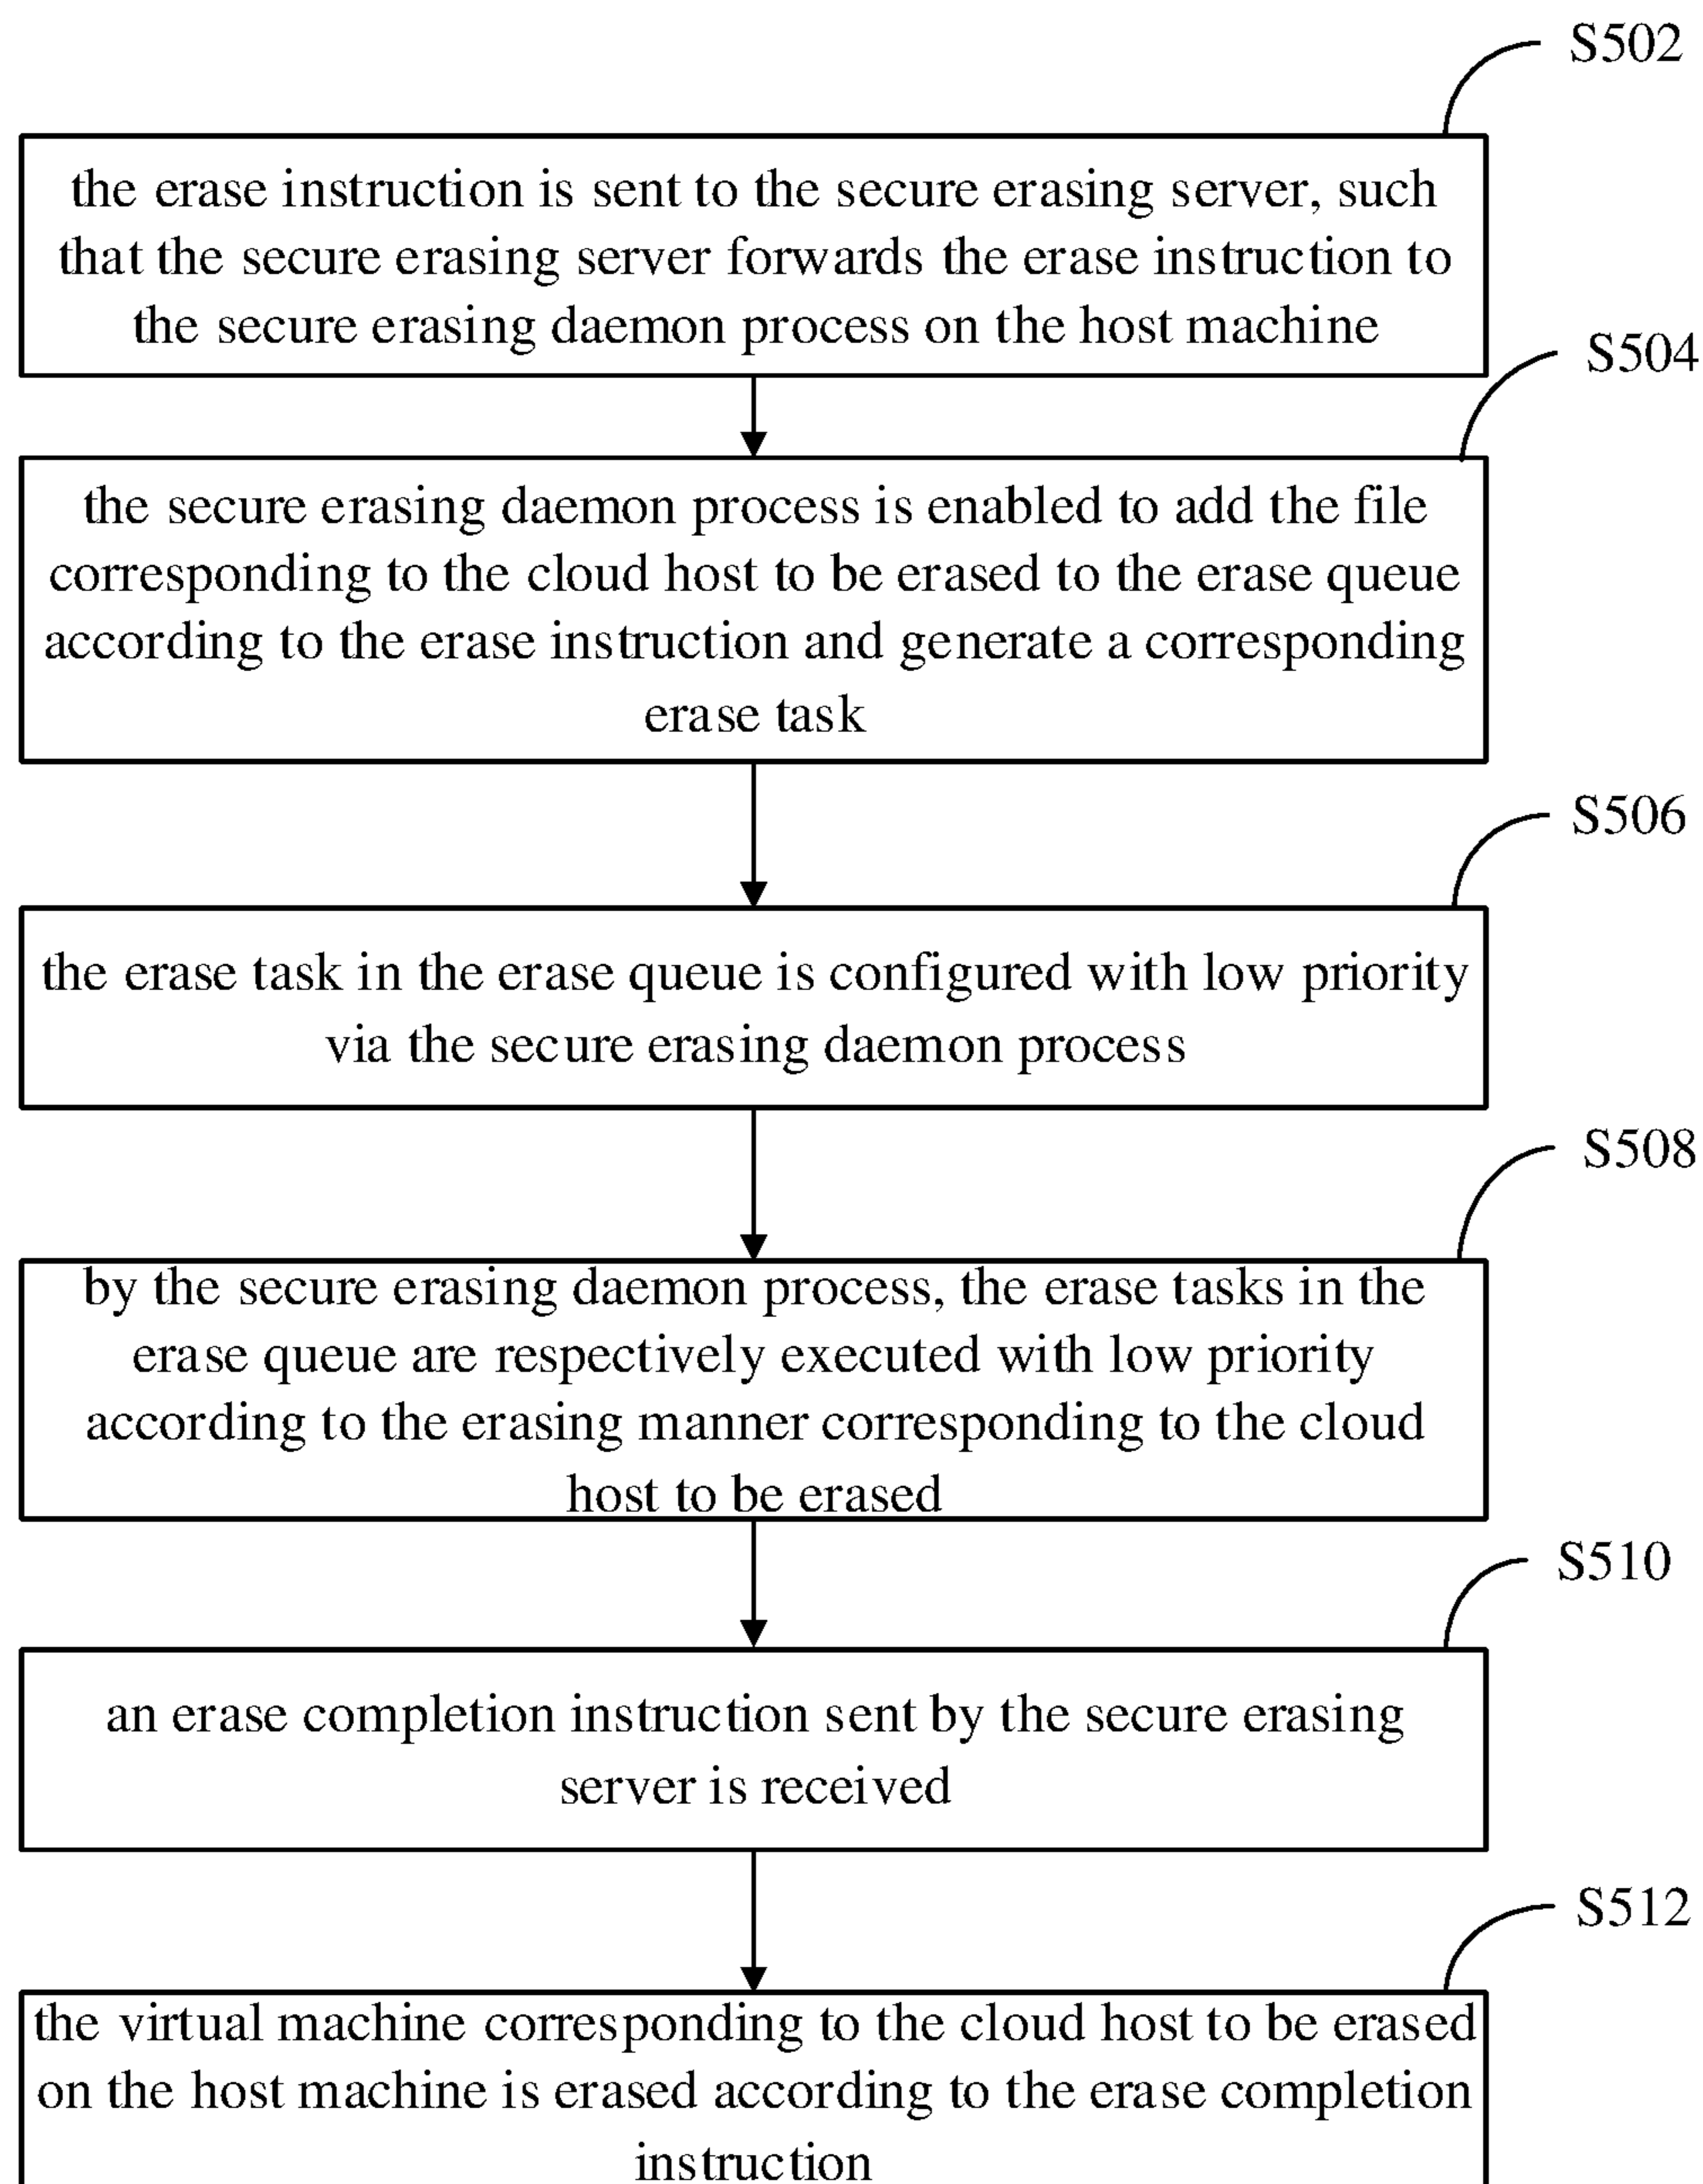 S502
the erase instruction is sent to the secure erasing server, such
that the secure erasing server forwards the erase instruction to
the secure erasing daemon process on the host machine
S504
the secure erasing daemon process is enabled to add the file
corresponding to the cloud host to be erased to the erase queue
according to the erase instruction and generate a corresponding
erase task
S506
the erase task in the erase queue is configured with low priority
via the secure erasing daemon process
S508
by the secure erasing daemon process, the erase tasks in the
erase queue are respectively executed with low priority
according to the erasing manner corresponding to the cloud
host to be erased
S510
an erase completion instruction sent by the secure erasing
server is received
S512
the virtual machine corresponding to the cloud host to be erased
on the host machine is erased according to the erase completion
instruction